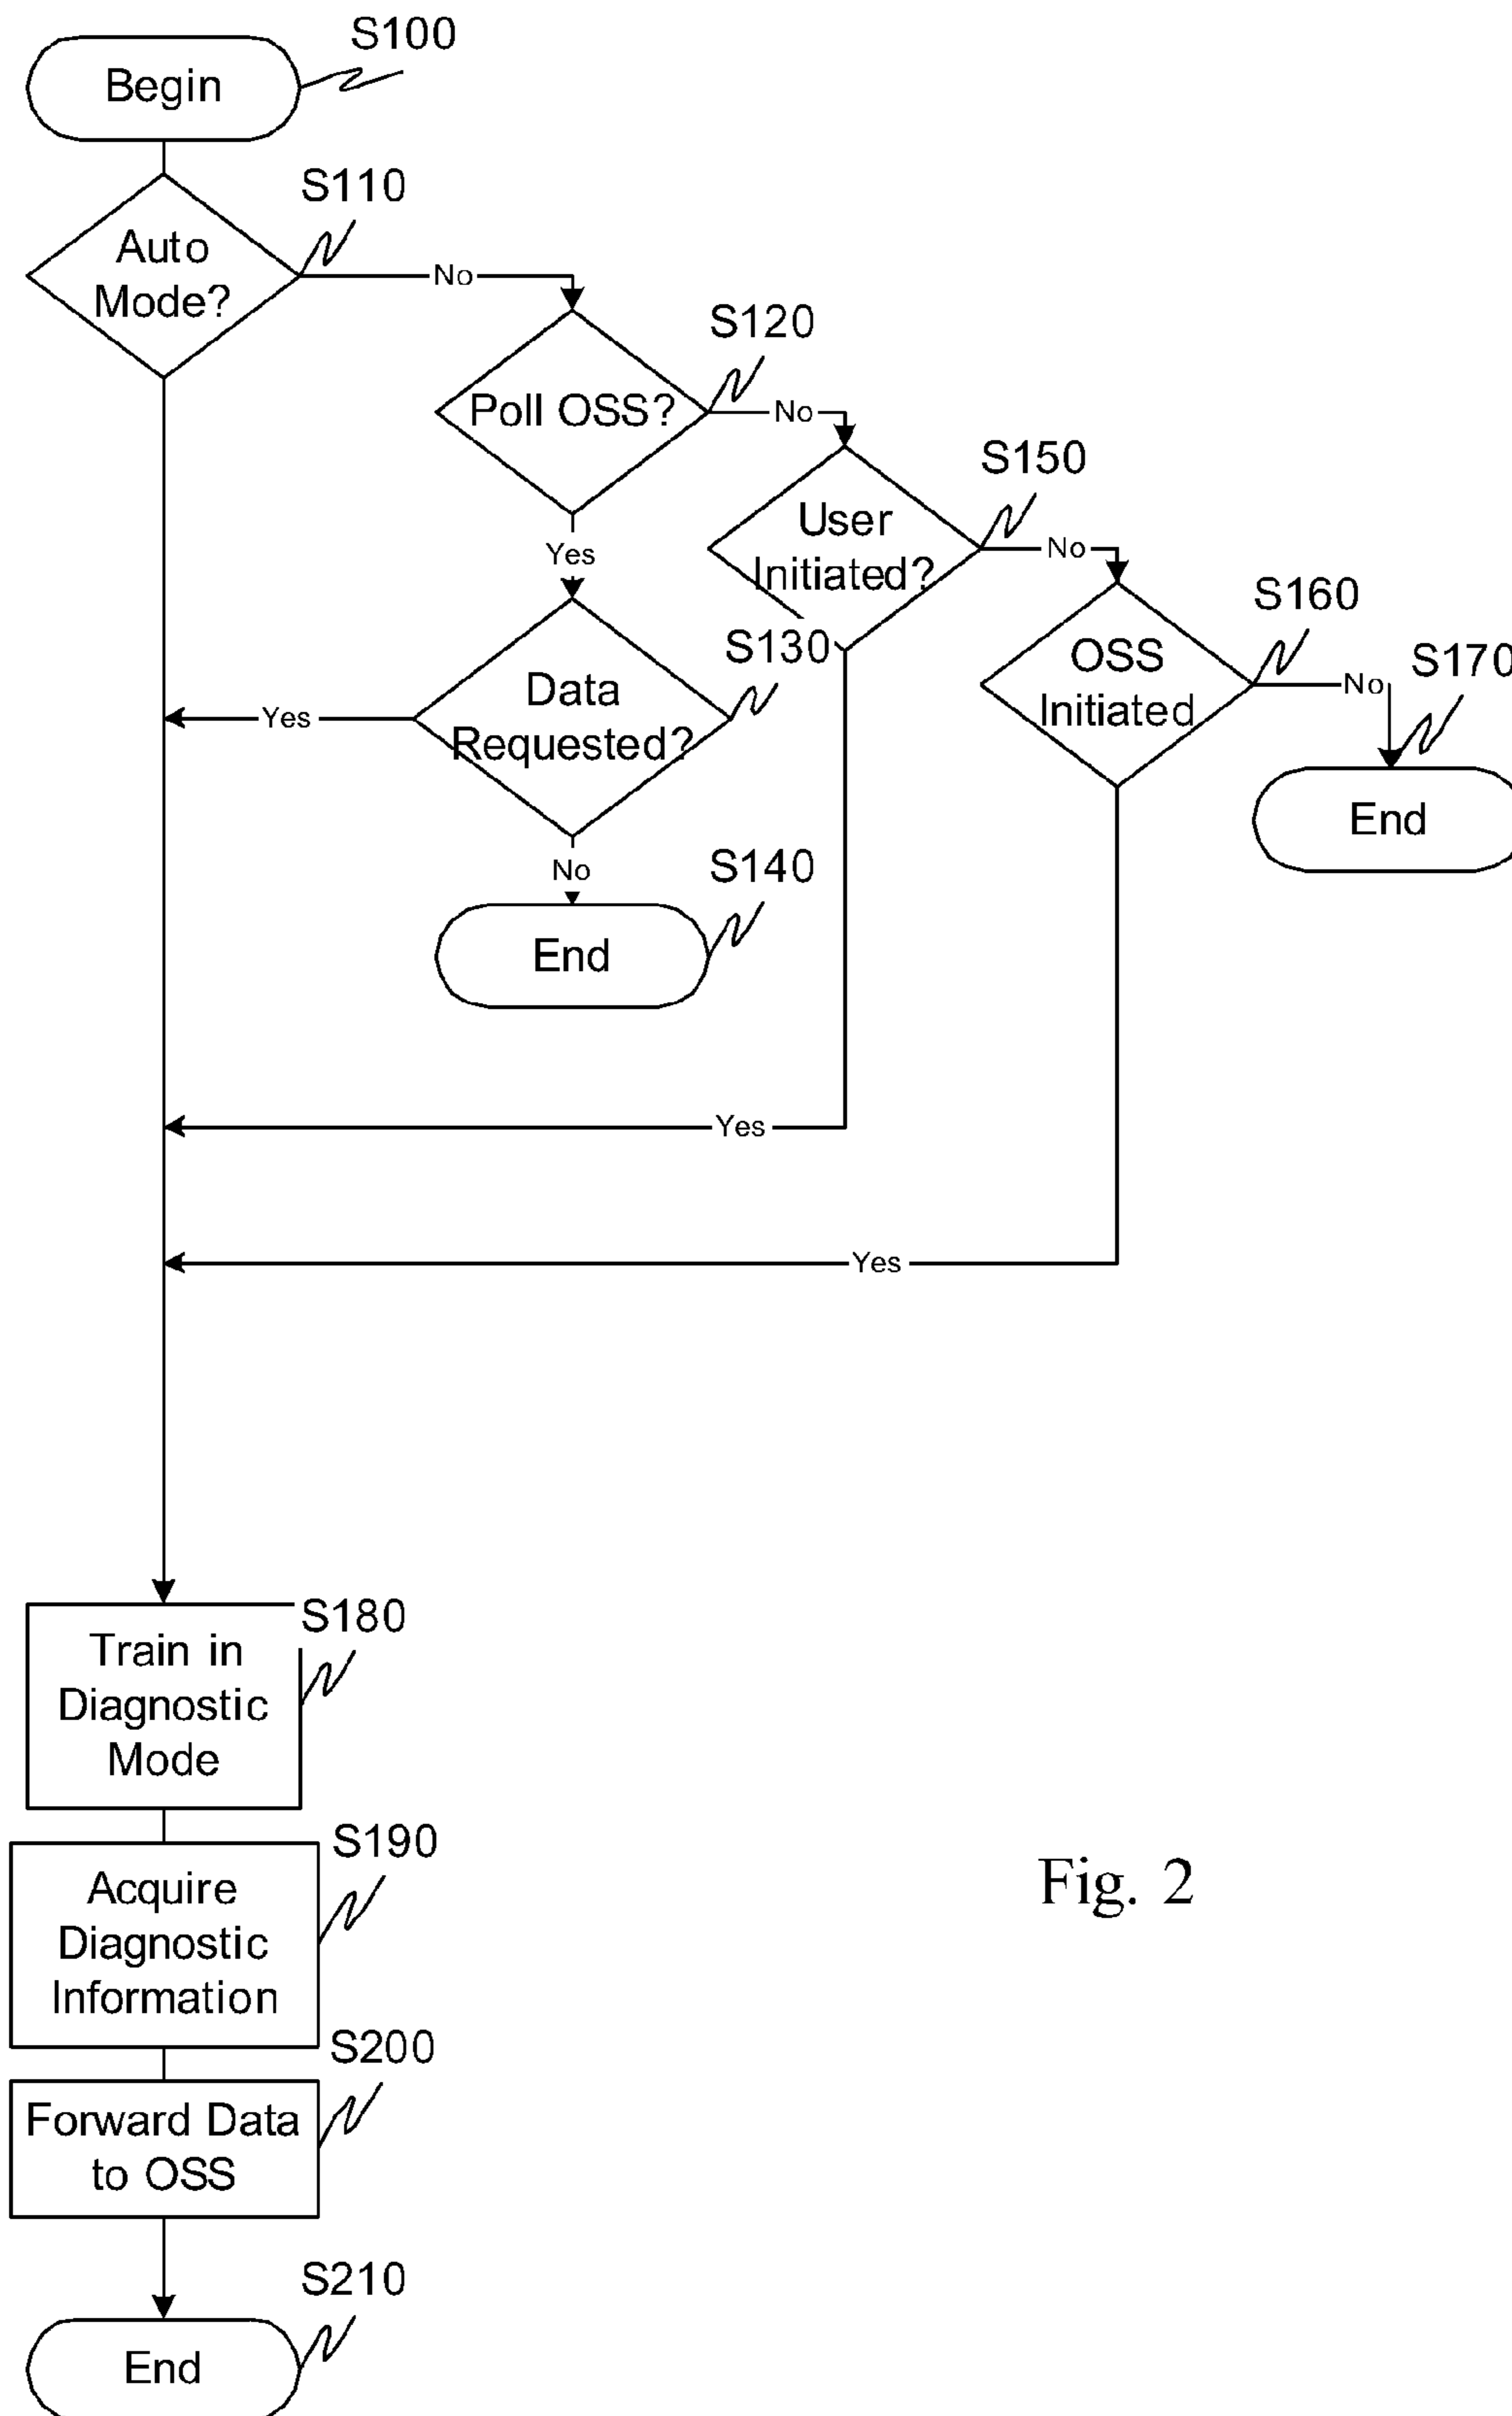 S100
Begin
S110
Auto
Mode?
No
S120
Poll OSS?
No
S150
User
Initiated?
No
Yes
S160
OSS
Initiated
No
S170
End
S130
Data
Requested?
Yes
No
S140
End
Yes
Yes
S180
Train in
Diagnostic
Mode
S190
Acquire
Diagnostic
Information
S200
Forward Data
to OSS
S210
End
Fig. 2